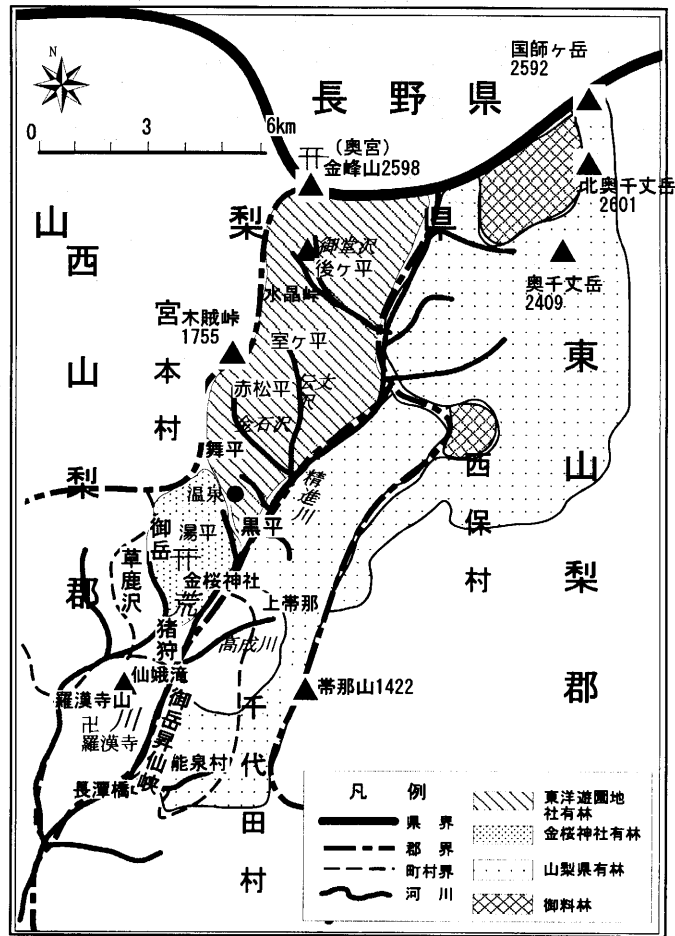 国師ヶ岳
2592
N
長野県
0 3 6km
(奥宮)
金峰山2598
北奥千丈岳
2601
山梨県
西山梨郡
御堂沢
後ヶ平
奥千丈岳
2409
水晶峠
宮本村
木賊峠
1755
室ヶ平
東山梨郡
赤松平
伝丈沢
金石沢
舞平
西保村
精進川
温泉
黒平
御岳
湯平
草鹿沢
金桜神社
荒川
上帯那
猪狩
高成川
仙娥滝
帯那山1422
羅漢寺山
卍
羅漢寺
御岳昇仙峡
千代田村
能泉村
長潭橋
凡例
県界
郡界
町村界
河川
東洋遊園地
社有林
金桜神社有林
山梨県有林
御料林